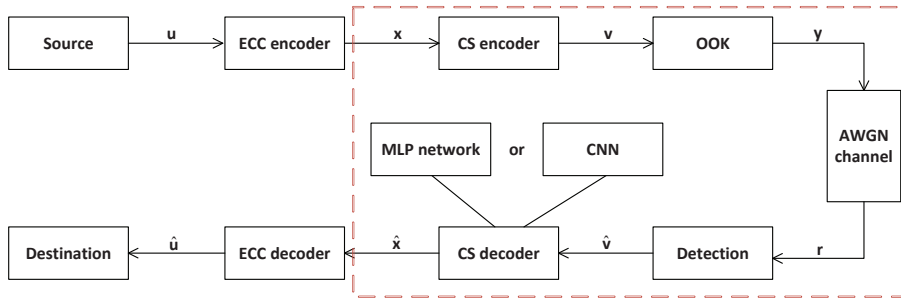 Source
u
ECC encoder
x
CS encoder
v
OOK
y
AWGN
channel
MLP network
or
CNN
Destination
û
ECC decoder
x̂
CS decoder
v̂
Detection
r